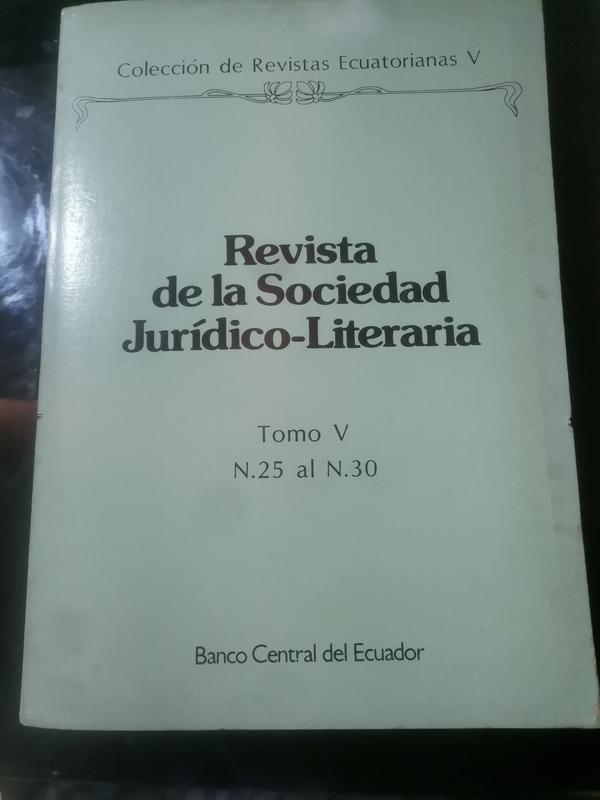 Colección de Revistas Ecuatorianas V
Revista
de la Sociedad
Jurídico-Literaria
Tomo V
N.25 al N.30
Banco Central del Ecuador